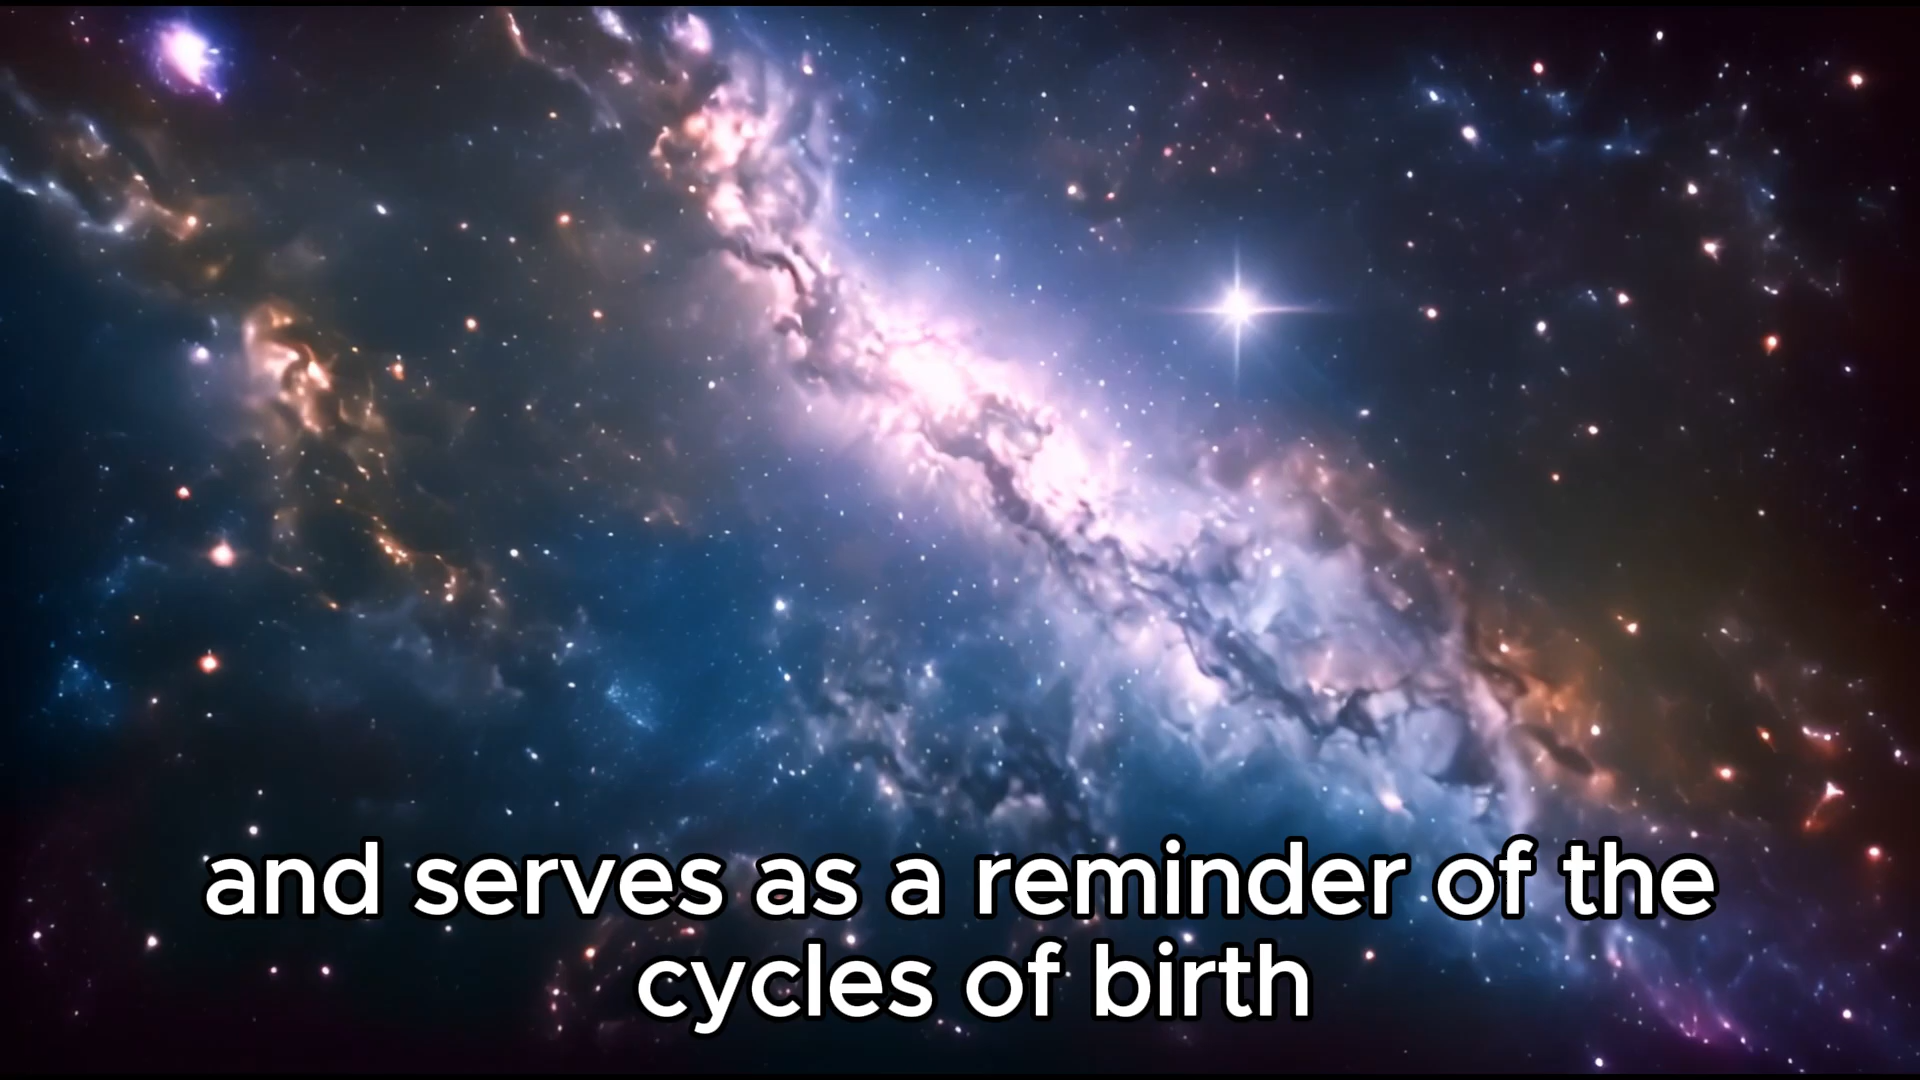 and serves as a reminder of the
cycles of birth